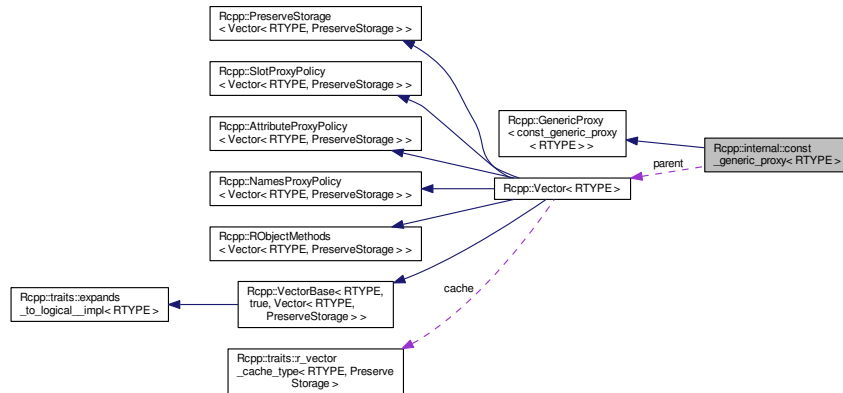 Rcpp::PreserveStorage
< Vector< RTYPE, PreserveStorage > >
Rcpp::SlotProxyPolicy
< Vector< RTYPE, PreserveStorage > >
Rcpp::AttributeProxyPolicy
< Vector< RTYPE, PreserveStorage > >
Rcpp::NamesProxyPolicy
< Vector< RTYPE, PreserveStorage > >
Rcpp::RObjectMethods
< Vector< RTYPE, PreserveStorage > >
Rcpp::traits::expands
_to_logical__impl< RTYPE >
Rcpp::VectorBase< RTYPE,
true, Vector< RTYPE,
PreserveStorage > >
Rcpp::traits::r_vector
_cache_type< RTYPE, Preserve
Storage >
cache
Rcpp::GenericProxy
< const_generic_proxy
< RTYPE > >
Rcpp::Vector< RTYPE >
parent
Rcpp::internal::const
_generic_proxy< RTYPE >